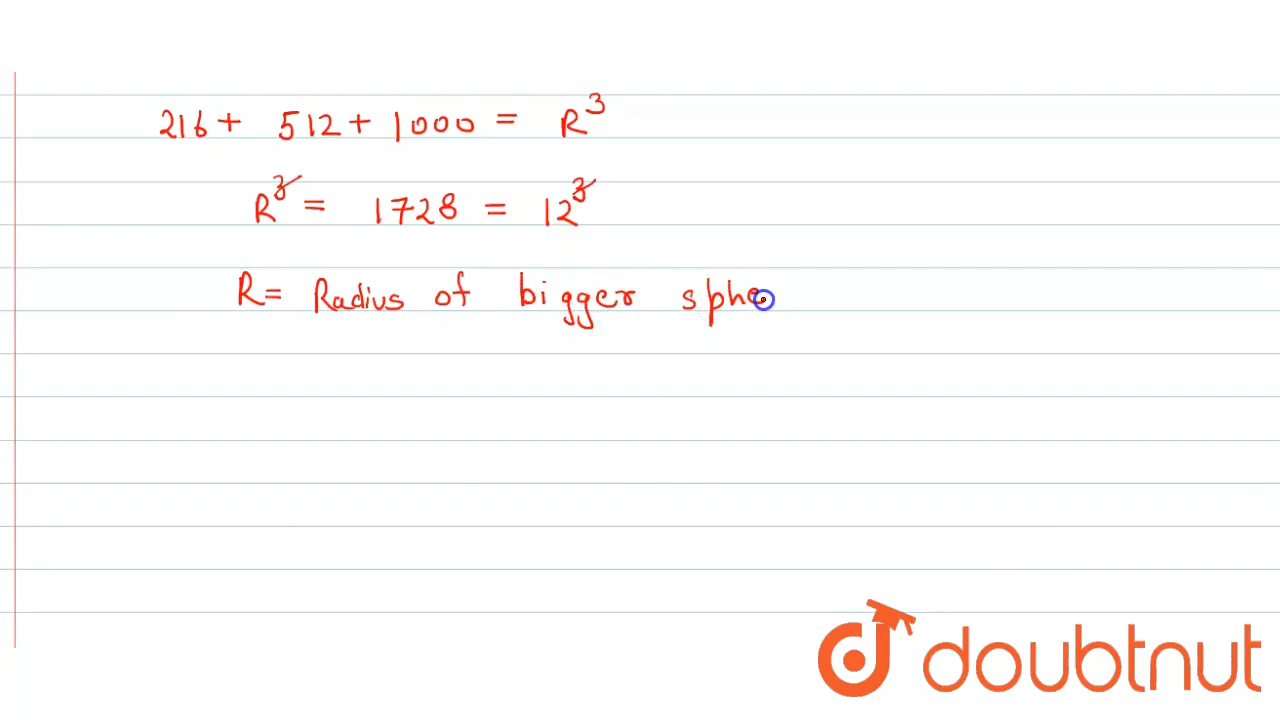 216 + 512 + 1000 = R³
R³ = 1728 = 12³
R = Radius of bigger sphe
doubtnut